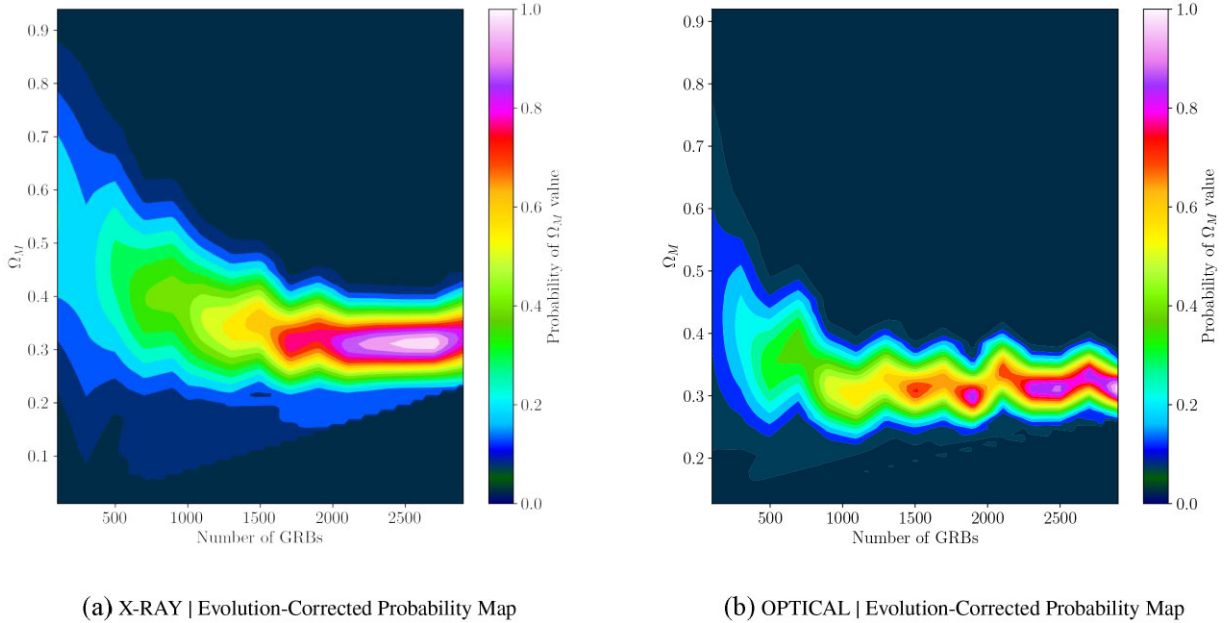 0.9
0.8
0.7
0.6
0.5
0.4
0.3
0.2
0.1
Ω_M
500 1000 1500 2000 2500
Number of GRBs
1.0
0.8
0.6
0.4
0.2
0.0
Probability of Ω_M value
(a) X-RAY | Evolution-Corrected Probability Map
0.9
0.8
0.7
0.6
0.5
0.4
0.3
0.2
Ω_M
500 1000 1500 2000 2500
Number of GRBs
1.0
0.8
0.6
0.4
0.2
0.0
Probability of Ω_M value
(b) OPTICAL | Evolution-Corrected Probability Map